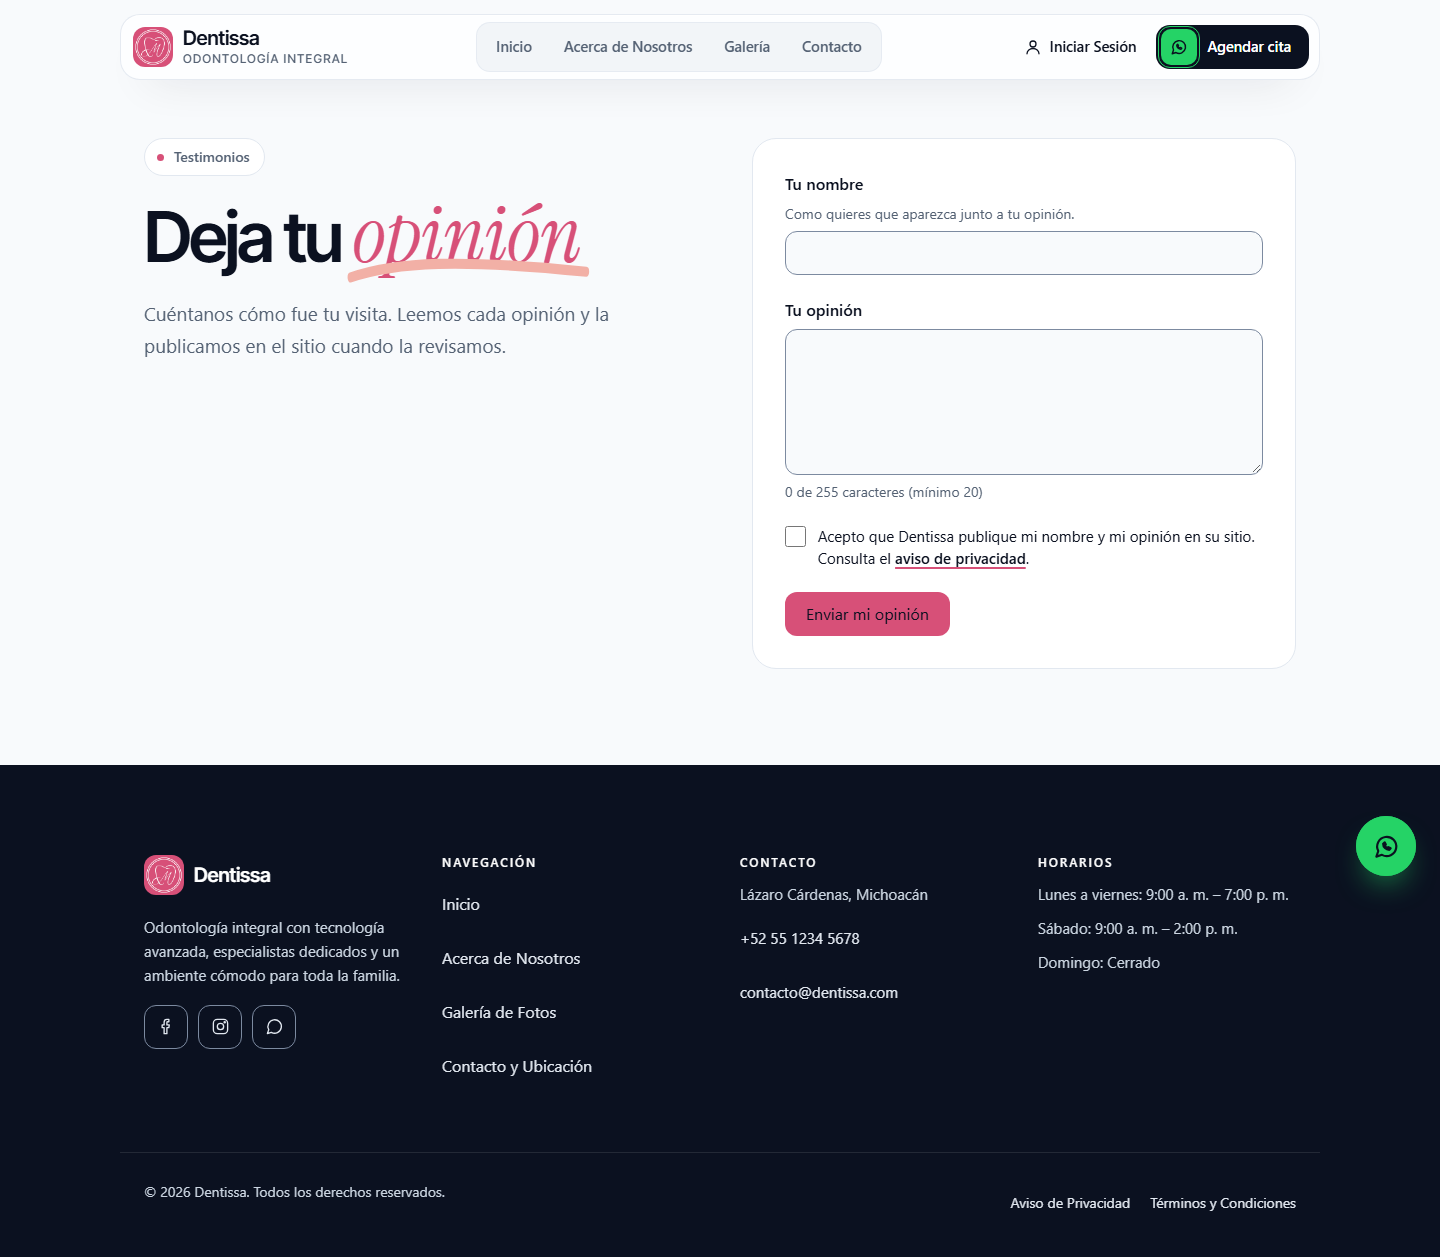 Dentissa
ODONTOLOGÍA INTEGRAL
Inicio
Acerca de Nosotros
Galería
Contacto
Iniciar Sesión
Agendar cita
Testimonios
Deja tu opinión
Cuéntanos cómo fue tu visita. Leemos cada opinión y la
publicamos en el sitio cuando la revisamos.
Tu nombre
Como quieres que aparezca junto a tu opinión.
Tu opinión
0 de 255 caracteres (mínimo 20)
Acepto que Dentissa publique mi nombre y mi opinión en su sitio.
Consulta el aviso de privacidad.
Enviar mi opinión
Dentissa
Odontología integral con tecnología
avanzada, especialistas dedicados y un
ambiente cómodo para toda la familia.
NAVEGACIÓN
Inicio
Acerca de Nosotros
Galería de Fotos
Contacto y Ubicación
CONTACTO
Lázaro Cárdenas, Michoacán
+52 55 1234 5678
contacto@dentissa.com
HORARIOS
Lunes a viernes: 9:00 a. m. – 7:00 p. m.
Sábado: 9:00 a. m. – 2:00 p. m.
Domingo: Cerrado
© 2026 Dentissa. Todos los derechos reservados.
Aviso de Privacidad
Términos y Condiciones